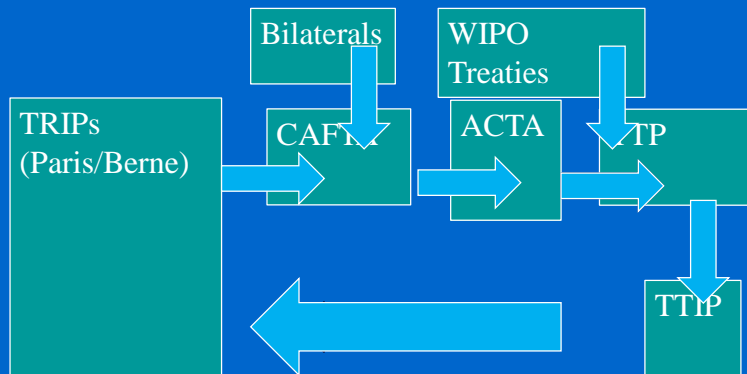 Bilaterals
WIPO
Treaties
TRIPs
(Paris/Berne)
CAFTA
ACTA
TTIP